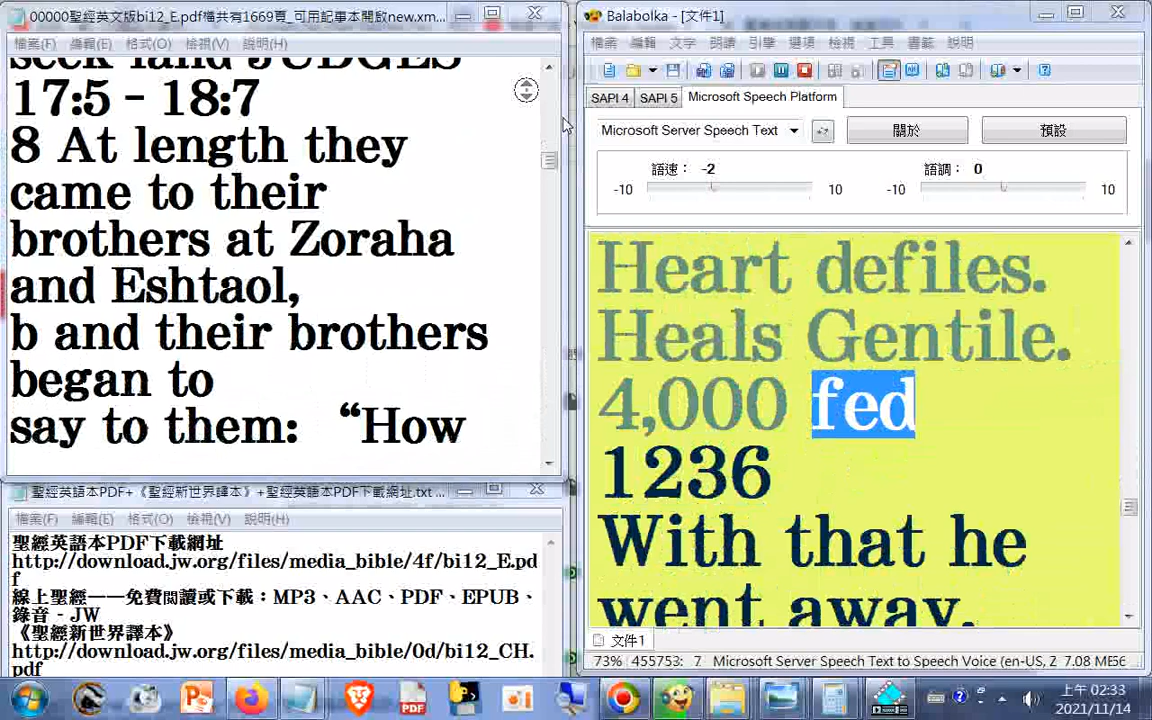 00000聖經英文版bi12_E.pdf檔共有1669頁_可用記事本開啟new.xm...
檔案(F) 編輯(E) 格式(O) 檢視(V) 說明(H)
seek land JUDGES
17:5 - 18:7
8 At length they
came to their
brothers at Zoraha
and Eshtaol,
b and their brothers
began to
say to them: “How
聖經英語本PDF+《聖經新世界譯本》+聖經英語本PDF下載網址.txt ...
檔案(F) 編輯(E) 格式(O) 檢視(V) 說明(H)
聖經英語本PDF下載網址
http://download.jw.org/files/media_bible/4f/bi12_E.pd
f
線上聖經——免費閱讀或下載：MP3、AAC、PDF、EPUB、
錄音 - JW
《聖經新世界譯本》
http://download.jw.org/files/media_bible/0d/bi12_CH.
pdf
Balabolka - [文件1]
檔案 編輯 文字 朗讀 引擎 選項 檢視 工具 書籤 說明
SAPI 4 SAPI 5 Microsoft Speech Platform
Microsoft Server Speech Text 關於 預設
語速： -2 語調： 0
-10 10 -10 10
Heart defiles.
Heals Gentile.
4,000 fed
1236
With that he
went away.
文件1
73% 455753: 7 Microsoft Server Speech Text to Speech Voice (en-US, 2 7.08 ME56
PDF
上午 02:33
2021/11/14